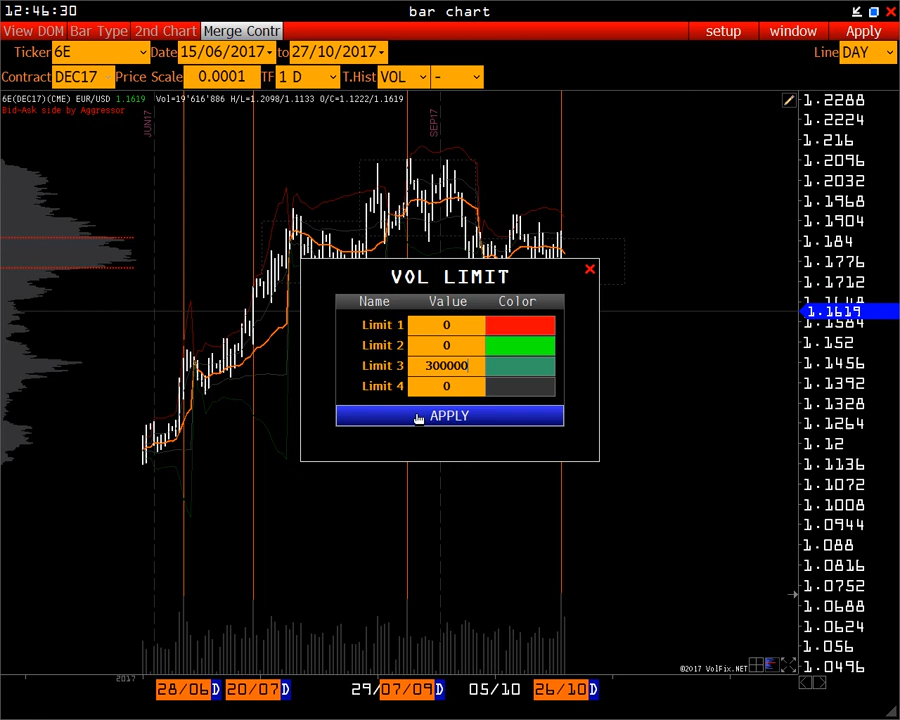 12:46:30 bar chart
View DOM Bar Type 2nd Chart Merge Contr setup window Apply
Ticker 6E Date 15/06/2017 to 27/10/2017 Line DAY
Contract DEC17 Price Scale 0.0001 TF 1 D T.Hist VOL -
6E(DEC17)(CME) EUR/USD 1.1619 Vol=19'616'886 H/L=1.2098/1.1133 O/C=1.1222/1.1619
Bid-Ask side by Aggressor
JUN17
SEP17
1.2288
1.2224
1.216
1.2096
1.2032
1.1968
1.1904
1.184
1.1776
1.1712
1.1648
1.1619
1.1584
1.152
1.1456
1.1392
1.1328
1.1264
1.12
1.1136
1.1072
1.1008
1.0944
1.088
1.0816
1.0752
1.0688
1.0624
1.056
1.0496
VOL LIMIT
Name Value Color
Limit 1 0
Limit 2 0
Limit 3 300000
Limit 4 0
APPLY
©2017 VolFix.NET
2017
28/06 D 20/07 D 29/ 07/09 D 05/10 26/10 D